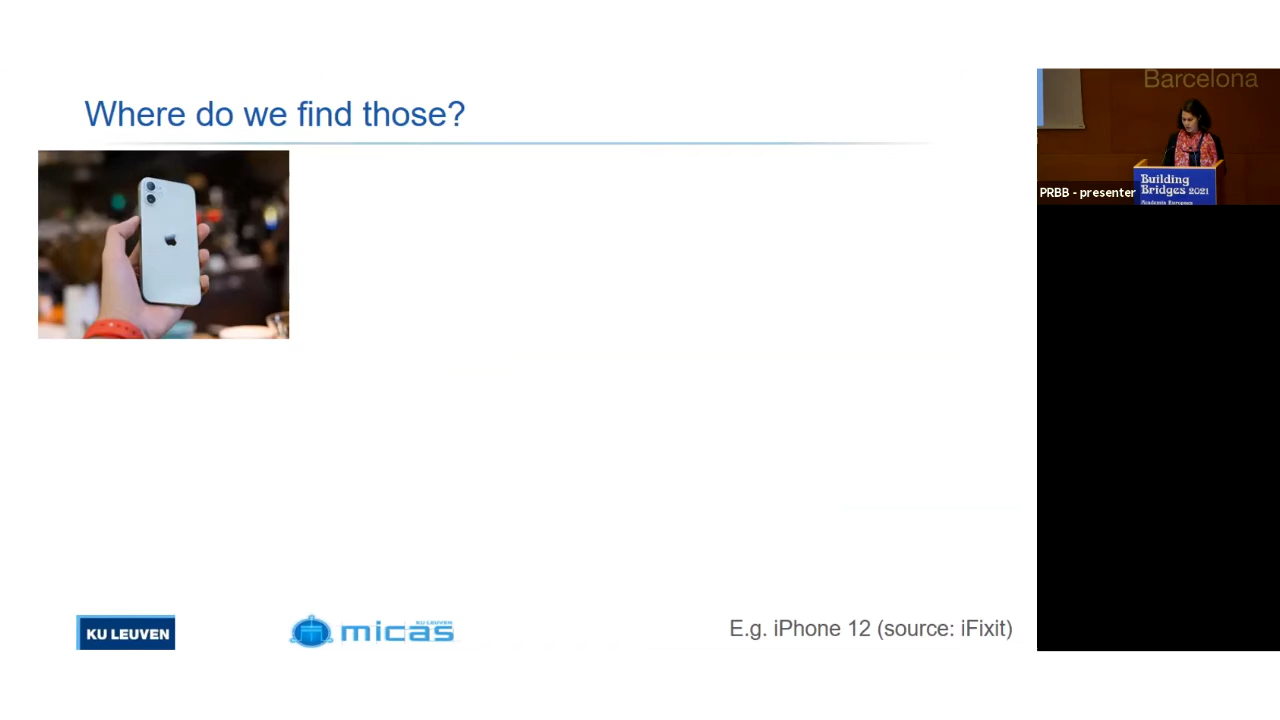 Where do we find those?
Barcelona
PRBB - presenter
Building
Bridges 2021
Academia Europaea
KU LEUVEN
KU LEUVEN
micas
E.g. iPhone 12 (source: iFixit)